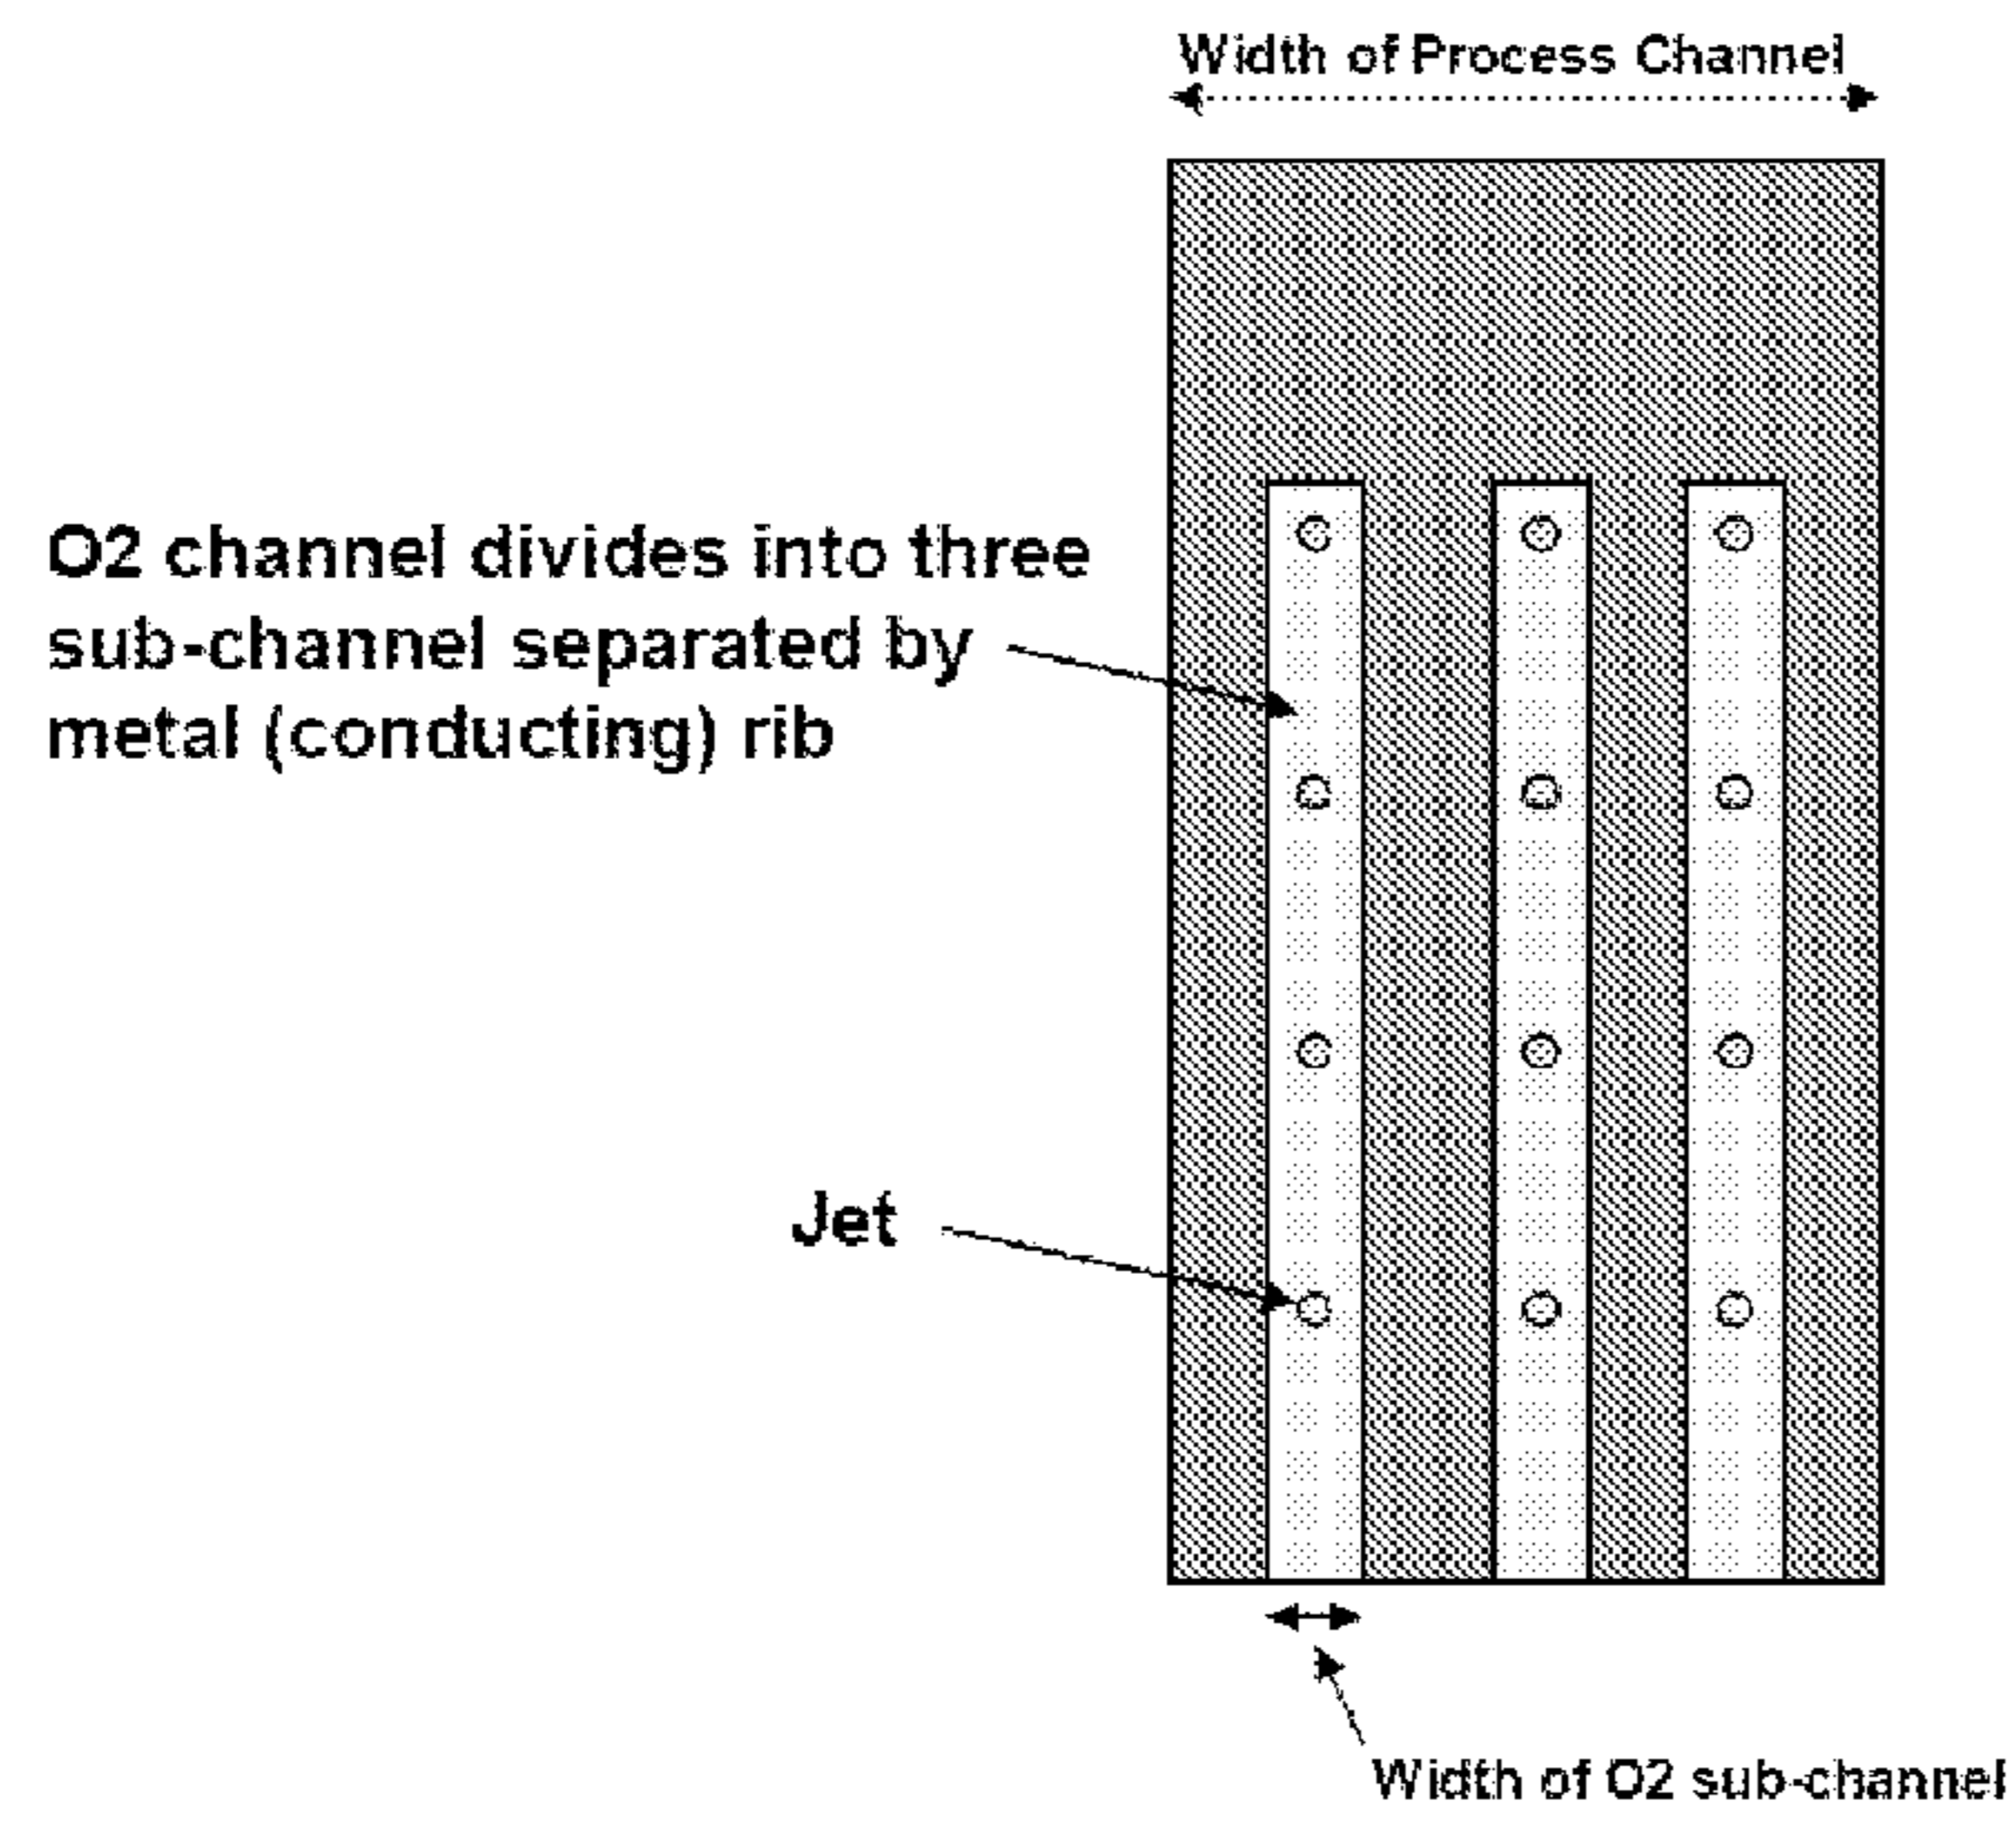 Width of Process Channel
O2 channel divides into three
sub-channel separated by
metal (conducting) rib
Jet
Width of O2 sub-channel